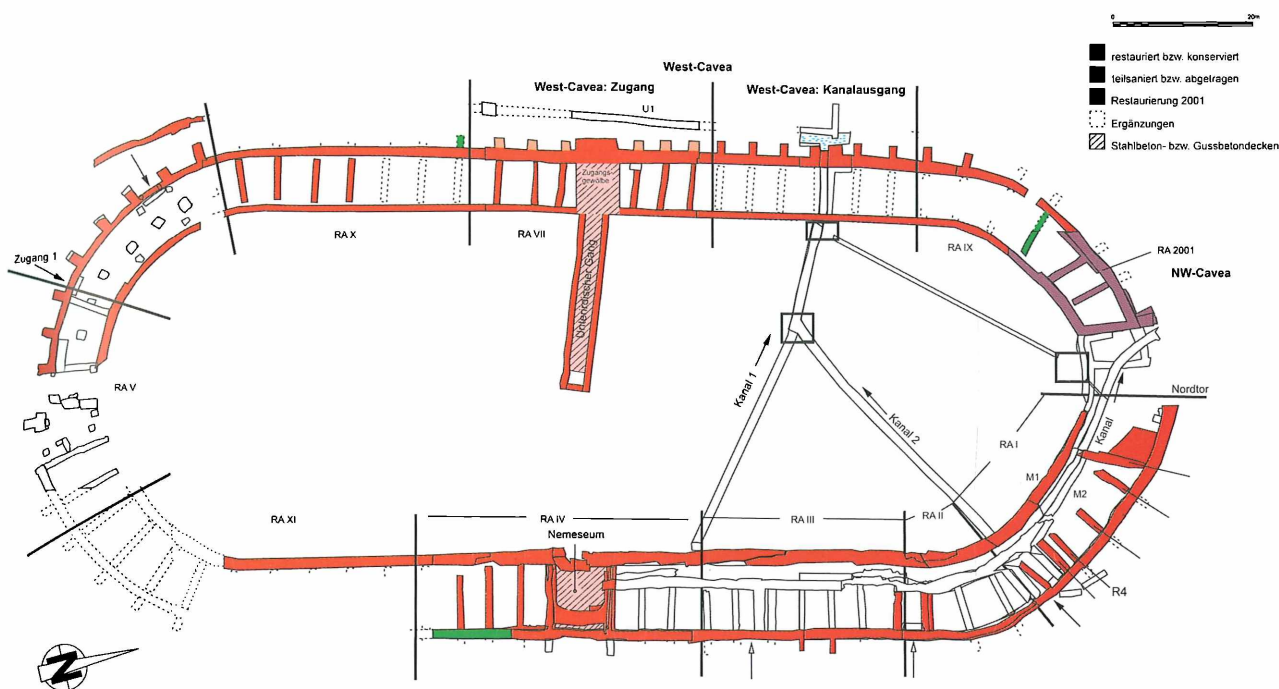 0 20m
restauriert bzw. konserviert
teilsaniert bzw. abgetragen
Restaurierung 2001
Ergänzungen
Stahlbeton- bzw. Gussbetondecken
West-Cavea
West-Cavea: Zugang
West-Cavea: Kanalausgang
U1
Zugangs-
gewölbe
RA X
RA VII
RA IX
RA 2001
NW-Cavea
Zugang 1
Unterirdischer Gang
RA V
Kanal 1
Kanal 2
Nordtor
Kanal
RA I
M1
M2
RA XI
RA IV
RA III
RA II
Nemeseum
R4
N